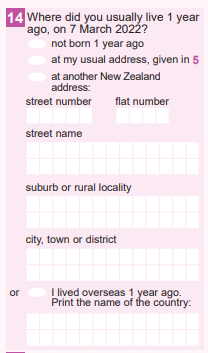 14 Where did you usually live 1 year
ago, on 7 March 2022?
not born 1 year ago
at my usual address, given in 5
at another New Zealand
address:
street number flat number
street name
suburb or rural locality
city, town or district
or I lived overseas 1 year ago.
Print the name of the country: